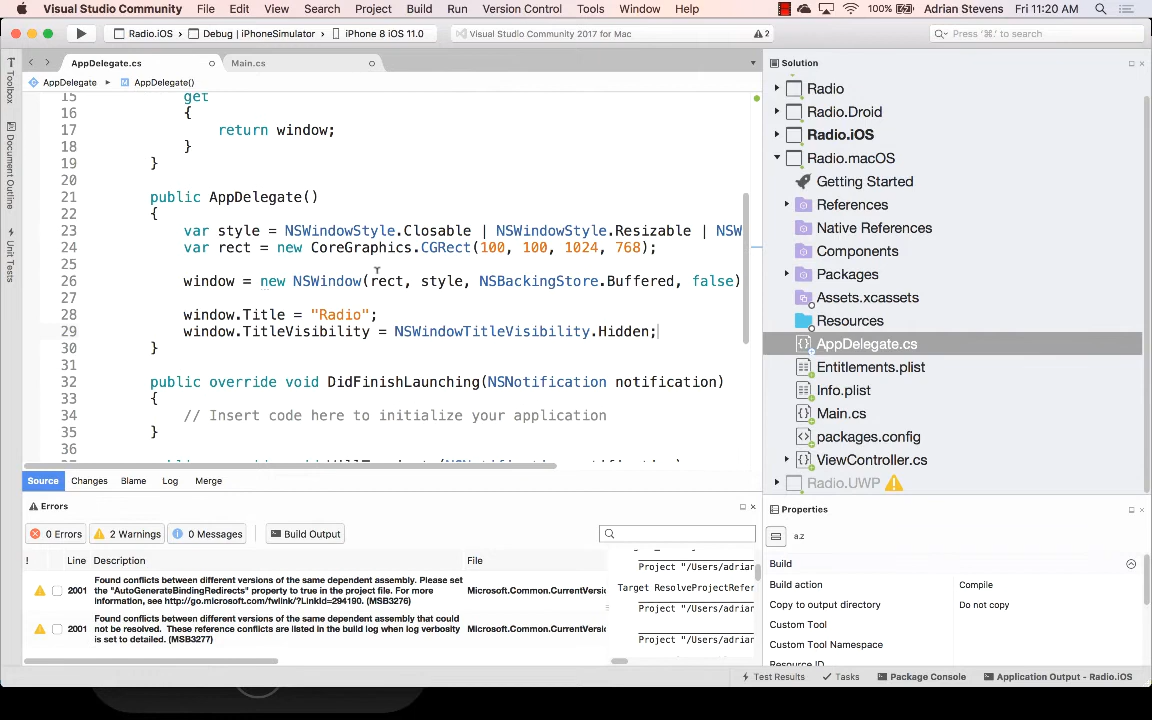 Visual Studio Community File Edit View Search Project Build Run Version Control Tools Window Help 100% Adrian Stevens Fri 11:20 AM
Radio.iOS Debug | iPhoneSimulator iPhone 8 iOS 11.0 Visual Studio Community 2017 for Mac 2 Press '⌘.' to search
AppDelegate.cs Main.cs
AppDelegate AppDelegate()
Toolbox
Document Outline
Unit Tests
15 get
16 {
17 return window;
18 }
19 }
20
21 public AppDelegate()
22 {
23 var style = NSWindowStyle.Closable | NSWindowStyle.Resizable | NSW
24 var rect = new CoreGraphics.CGRect(100, 100, 1024, 768);
25
26 window = new NSWindow(rect, style, NSBackingStore.Buffered, false)
27
28 window.Title = "Radio";
29 window.TitleVisibility = NSWindowTitleVisibility.Hidden;
30 }
31
32 public override void DidFinishLaunching(NSNotification notification)
33 {
34 // Insert code here to initialize your application
35 }
36
Source Changes Blame Log Merge
Errors
0 Errors 2 Warnings 0 Messages Build Output
! Line Description File
2001 Found conflicts between different versions of the same dependent assembly. Please set
the "AutoGenerateBindingRedirects" property to true in the project file. For more
information, see http://go.microsoft.com/fwlink/?LinkId=294190. (MSB3276)
Microsoft.Common.CurrentVersio
2001 Found conflicts between different versions of the same dependent assembly that could
not be resolved. These reference conflicts are listed in the build log when log verbosity
is set to detailed. (MSB3277)
Microsoft.Common.CurrentVersio
Project "/Users/adrian
Target ResolveProjectRefer
Project "/Users/adrian
Project "/Users/adrian
Solution
Radio
Radio.Droid
Radio.iOS
Radio.macOS
Getting Started
References
Native References
Components
Packages
Assets.xcassets
Resources
AppDelegate.cs
Entitlements.plist
Info.plist
Main.cs
packages.config
ViewController.cs
Radio.UWP
Properties
a.z
Build
Build action Compile
Copy to output directory Do not copy
Custom Tool
Custom Tool Namespace
Resource ID
Test Results Tasks Package Console Application Output - Radio.iOS